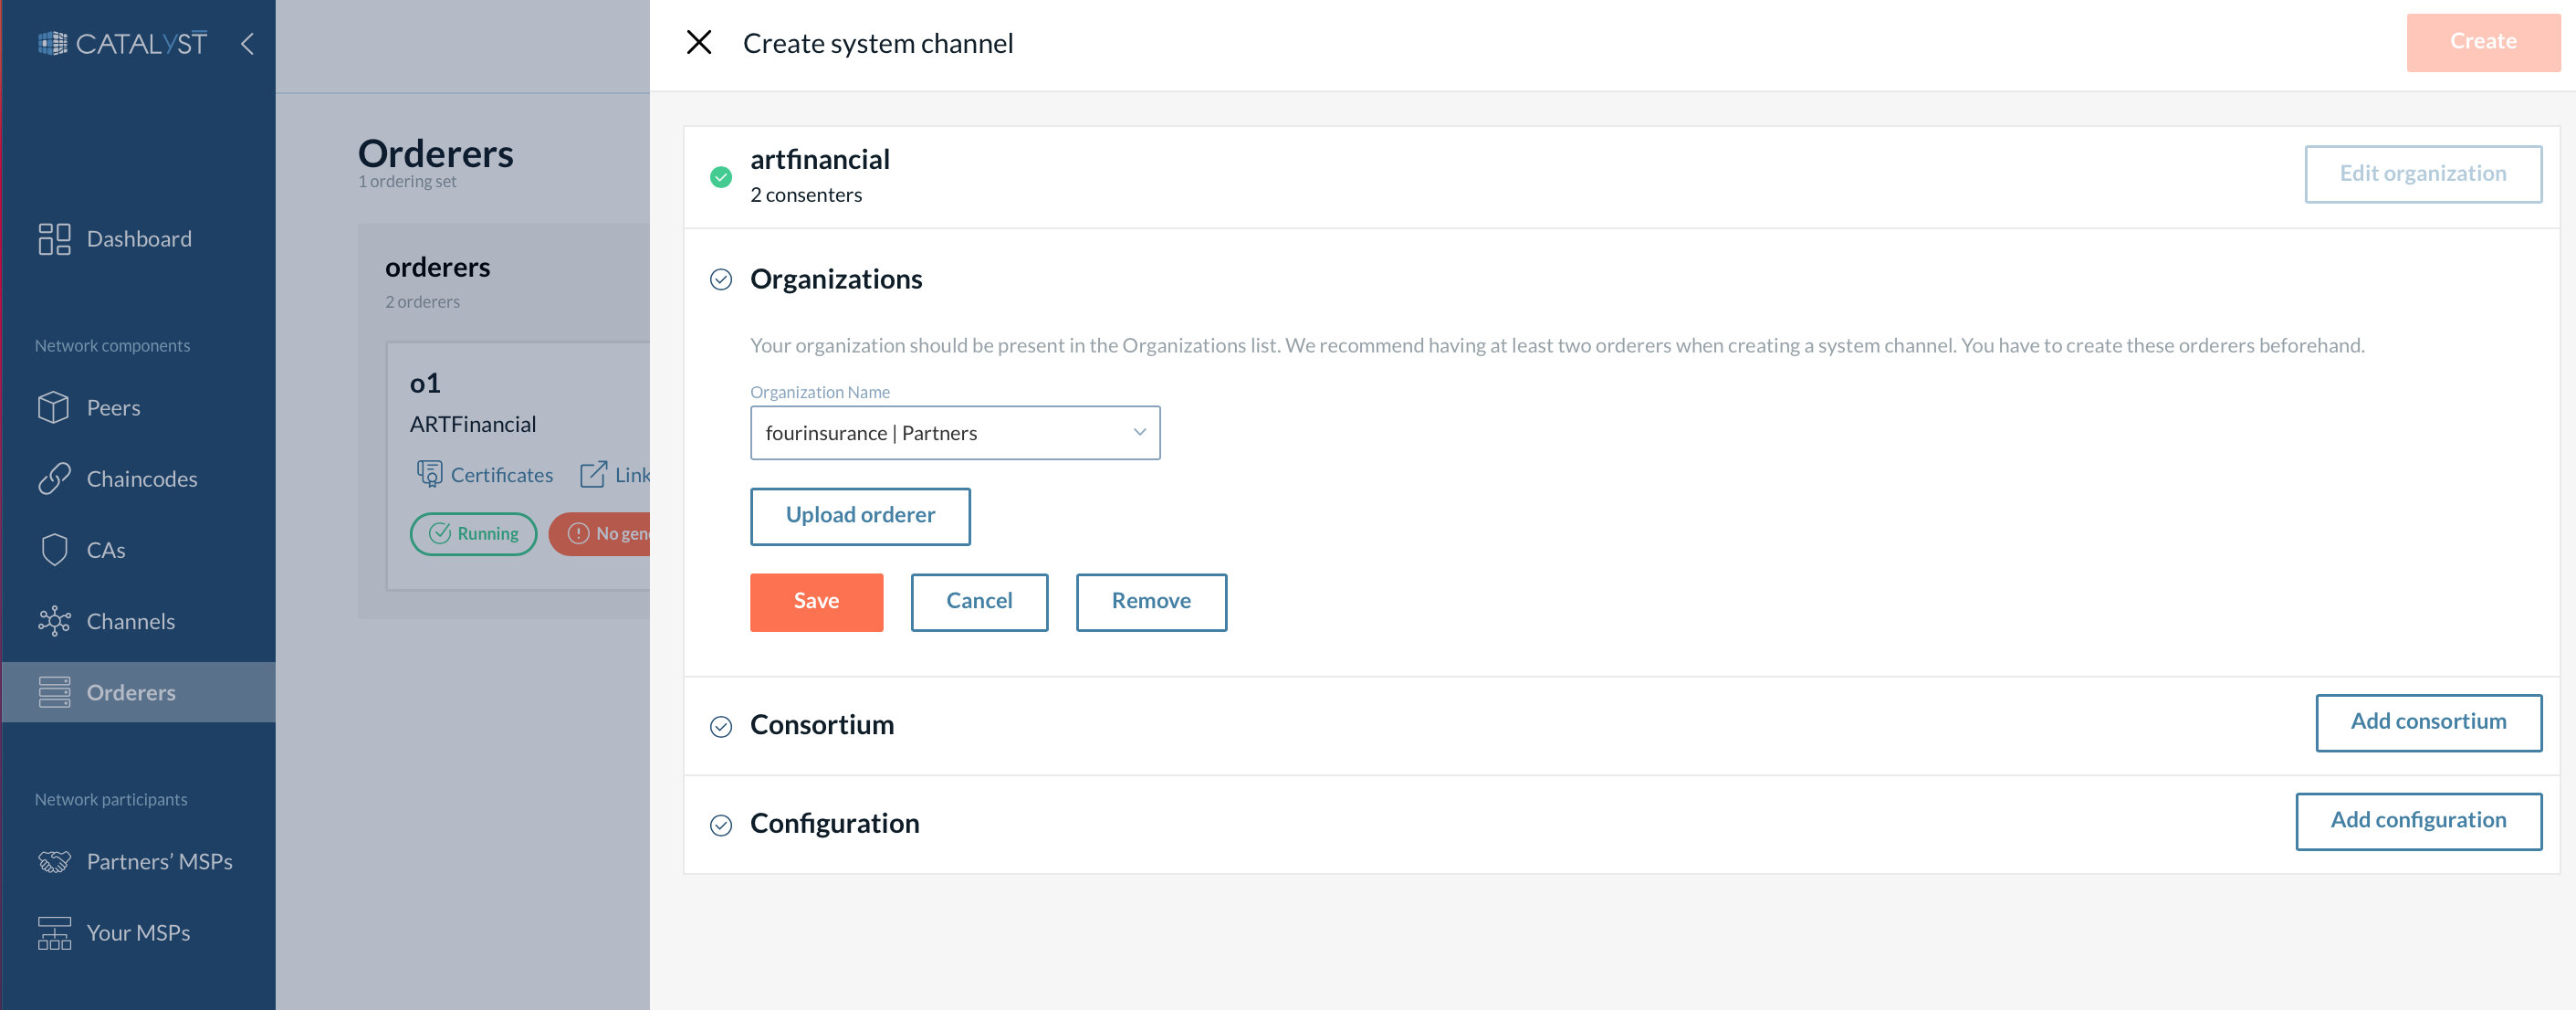 CATALYST
Dashboard
Network components
Peers
Chaincodes
CAs
Channels
Orderers
Network participants
Partners’ MSPs
Your MSPs
Orderers
1 ordering set
orderers
2 orderers
o1
ARTFinancial
Certificates
Link
Running
No gen
Create system channel
Create
artfinancial
2 consenters
Edit organization
Organizations
Your organization should be present in the Organizations list. We recommend having at least two orderers when creating a system channel. You have to create these orderers beforehand.
Organization Name
fourinsurance | Partners
Upload orderer
Save
Cancel
Remove
Consortium
Add consortium
Configuration
Add configuration